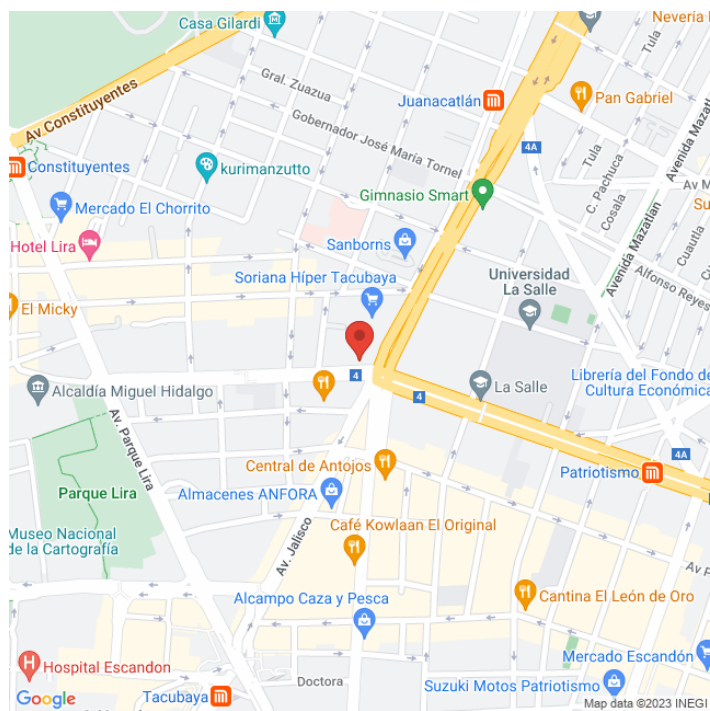 Casa Gilardi
Nevería
Tula
Av Constituyentes
Gral. Zuazua
Juanacatlán
Pan Gabriel
Gobernador José María Tornel
4A
Tula
Avenida Mazatlan
Constituyentes
kurimanzutto
C. Pachuca
Av M
Gimnasio Smart
Mercado El Chorrito
Cosala
Su
Cuautla
Hotel Lira
Sanborns
Avenida Mazatlan
Alfonso Reyes
Soriana Híper Tacubaya
Universidad
La Salle
El Micky
4
Alcaldía Miguel Hidalgo
4
La Salle
Librería del Fondo de
Cultura Económica
Av. Parque Lira
4A
Central de Antojos
Patriotismo
Parque Lira
Almacenes ANFORA
Museo Nacional
de la Cartografía
Café Kowlaan El Original
Av. Jalisco
Av P
Alcampo Caza y Pesca
Cantina El León de Oro
Hospital Escandon
Mercado Escandón
Doctora
Suzuki Motos Patriotismo
Tacubaya
Google
Map data ©2023 INEGI